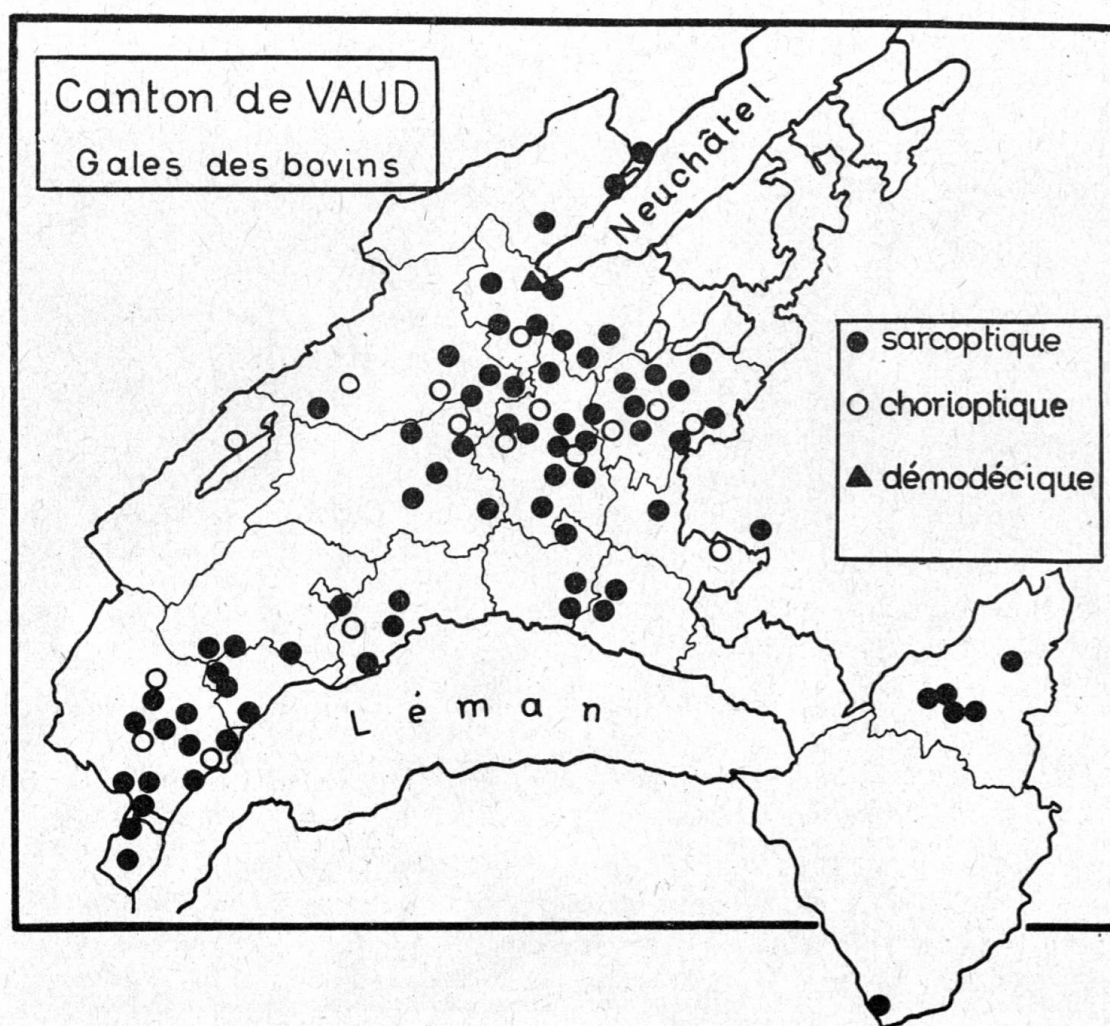 Canton de VAUD
Gales des bovins
Neuchâtel
sarcoptique
chorioptique
démodécique
Léman